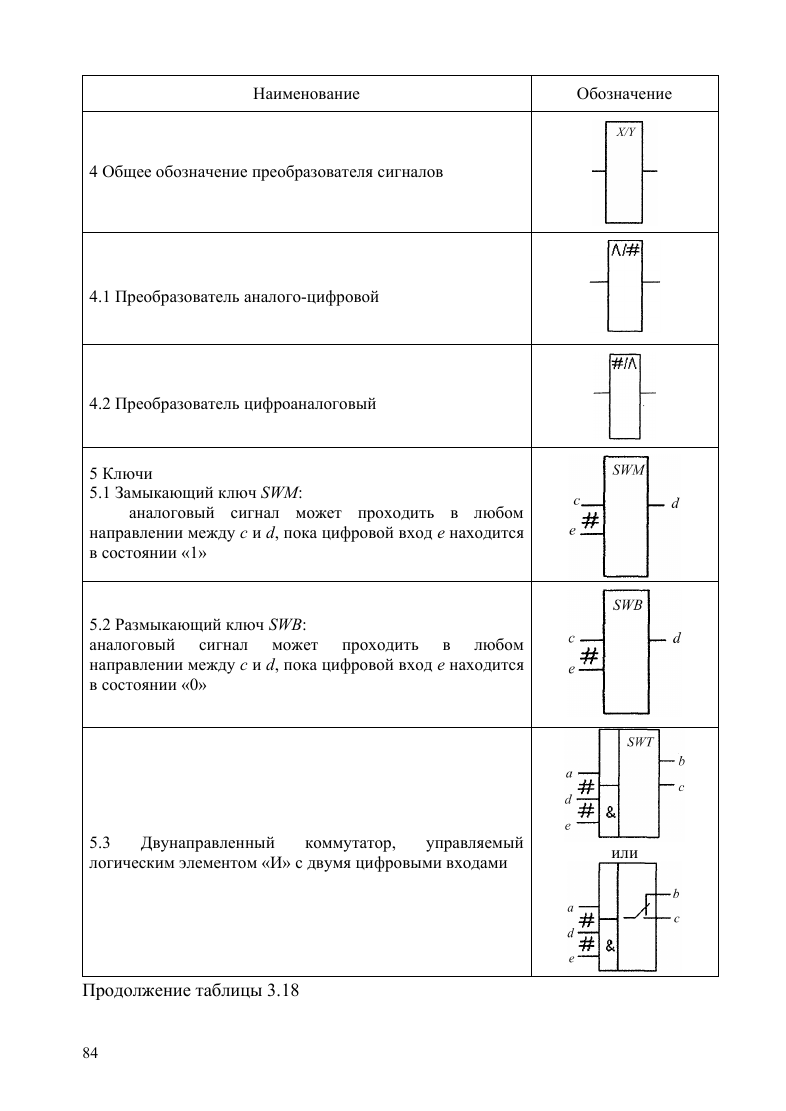 Наименование
Обозначение
4 Общее обозначение преобразователя сигналов
X/Y
4.1 Преобразователь аналого-цифровой
Λ/#
4.2 Преобразователь цифроаналоговый
#/Λ
5 Ключи
5.1 Замыкающий ключ SWM:
аналоговый сигнал может проходить в любом
направлении между c и d, пока цифровой вход e находится
в состоянии «1»
SWM
c
d
#
e
5.2 Размыкающий ключ SWB:
аналоговый сигнал может проходить в любом
направлении между c и d, пока цифровой вход e находится
в состоянии «0»
SWB
c
d
#
e
5.3 Двунаправленный коммутатор, управляемый
логическим элементом «И» с двумя цифровыми входами
SWT
b
a
#
c
d
#
&
e
или
b
a
#
c
d
#
&
e
Продолжение таблицы 3.18
84